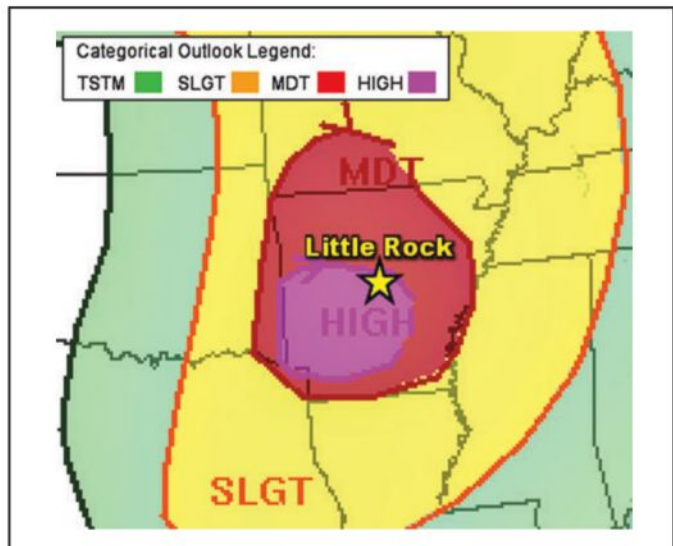 Categorical Outlook Legend:
TSTM SLGT MDT HIGH
MDT
Little Rock
HIGH
SLGT